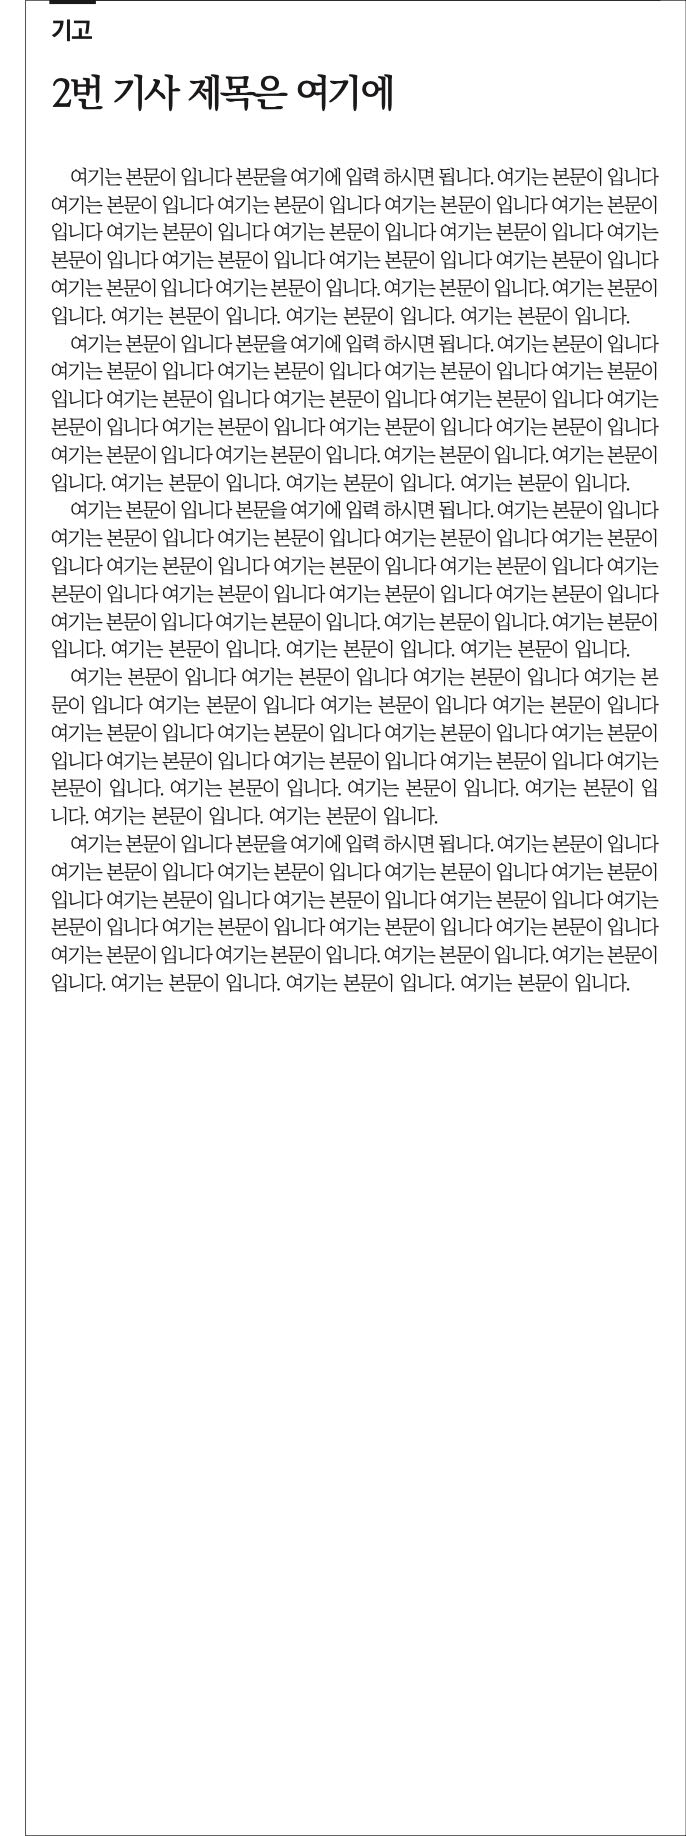 기고
2번 기사 제목은 여기에
여기는 본문이 입니다 본문을 여기에 입력 하시면 됩니다. 여기는 본문이 입니다
여기는 본문이 입니다 여기는 본문이 입니다 여기는 본문이 입니다 여기는 본문이
입니다 여기는 본문이 입니다 여기는 본문이 입니다 여기는 본문이 입니다 여기는
본문이 입니다 여기는 본문이 입니다 여기는 본문이 입니다 여기는 본문이 입니다
여기는 본문이 입니다 여기는 본문이 입니다. 여기는 본문이 입니다. 여기는 본문이
입니다. 여기는 본문이 입니다. 여기는 본문이 입니다. 여기는 본문이 입니다.
여기는 본문이 입니다 본문을 여기에 입력 하시면 됩니다. 여기는 본문이 입니다
여기는 본문이 입니다 여기는 본문이 입니다 여기는 본문이 입니다 여기는 본문이
입니다 여기는 본문이 입니다 여기는 본문이 입니다 여기는 본문이 입니다 여기는
본문이 입니다 여기는 본문이 입니다 여기는 본문이 입니다 여기는 본문이 입니다
여기는 본문이 입니다 여기는 본문이 입니다. 여기는 본문이 입니다. 여기는 본문이
입니다. 여기는 본문이 입니다. 여기는 본문이 입니다. 여기는 본문이 입니다.
여기는 본문이 입니다 본문을 여기에 입력 하시면 됩니다. 여기는 본문이 입니다
여기는 본문이 입니다 여기는 본문이 입니다 여기는 본문이 입니다 여기는 본문이
입니다 여기는 본문이 입니다 여기는 본문이 입니다 여기는 본문이 입니다 여기는
본문이 입니다 여기는 본문이 입니다 여기는 본문이 입니다 여기는 본문이 입니다
여기는 본문이 입니다 여기는 본문이 입니다. 여기는 본문이 입니다. 여기는 본문이
입니다. 여기는 본문이 입니다. 여기는 본문이 입니다. 여기는 본문이 입니다.
여기는 본문이 입니다 여기는 본문이 입니다 여기는 본문이 입니다 여기는 본
문이 입니다 여기는 본문이 입니다 여기는 본문이 입니다 여기는 본문이 입니다
여기는 본문이 입니다 여기는 본문이 입니다 여기는 본문이 입니다 여기는 본문이
입니다 여기는 본문이 입니다 여기는 본문이 입니다 여기는 본문이 입니다 여기는
본문이 입니다. 여기는 본문이 입니다. 여기는 본문이 입니다. 여기는 본문이 입
니다. 여기는 본문이 입니다. 여기는 본문이 입니다.
여기는 본문이 입니다 본문을 여기에 입력 하시면 됩니다. 여기는 본문이 입니다
여기는 본문이 입니다 여기는 본문이 입니다 여기는 본문이 입니다 여기는 본문이
입니다 여기는 본문이 입니다 여기는 본문이 입니다 여기는 본문이 입니다 여기는
본문이 입니다 여기는 본문이 입니다 여기는 본문이 입니다 여기는 본문이 입니다
여기는 본문이 입니다 여기는 본문이 입니다. 여기는 본문이 입니다. 여기는 본문이
입니다. 여기는 본문이 입니다. 여기는 본문이 입니다. 여기는 본문이 입니다.